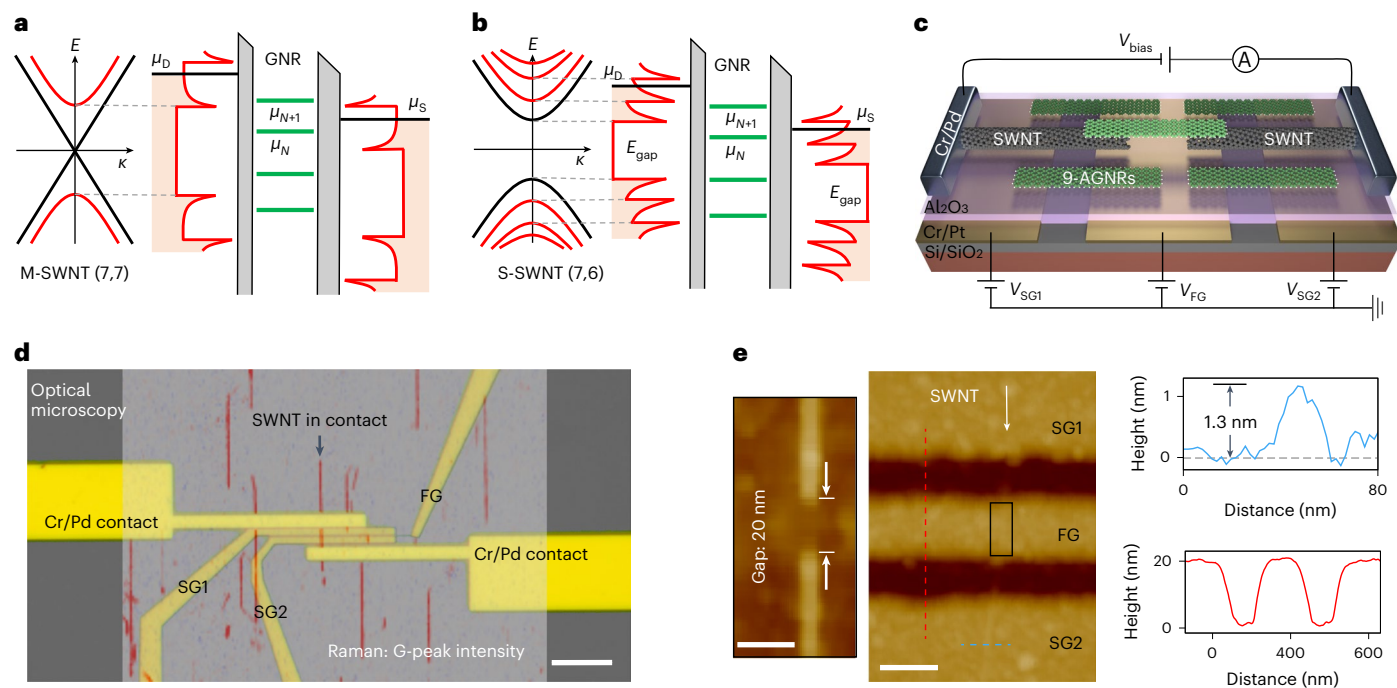 a
E
μD
GNR
μN+1
μN
μS
κ
M-SWNT (7,7)
b
E
μD
GNR
μN+1
μN
μS
κ
Egap
Egap
S-SWNT (7,6)
c
Vbias
A
Cr/Pd
SWNT
SWNT
9-AGNRs
Al2O3
Cr/Pt
Si/SiO2
VSG1
VFG
VSG2
d
Optical
microscopy
SWNT in contact
FG
Cr/Pd contact
Cr/Pd contact
SG1
SG2
Raman: G-peak intensity
e
Gap: 20 nm
SWNT
SG1
FG
SG2
Height (nm)
1
0
1.3 nm
0
80
Distance (nm)
Height (nm)
20
0
0
400
600
Distance (nm)